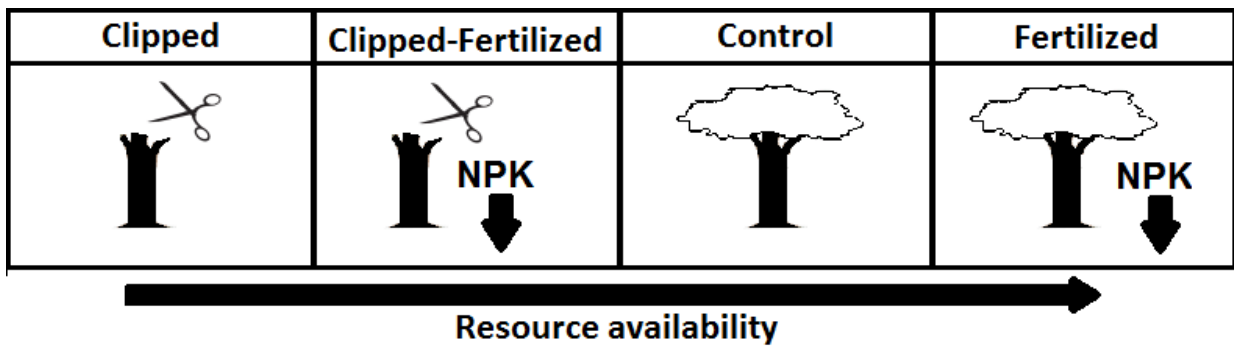 Clipped
Clipped-Fertilized
Control
Fertilized
NPK
NPK
Resource availability